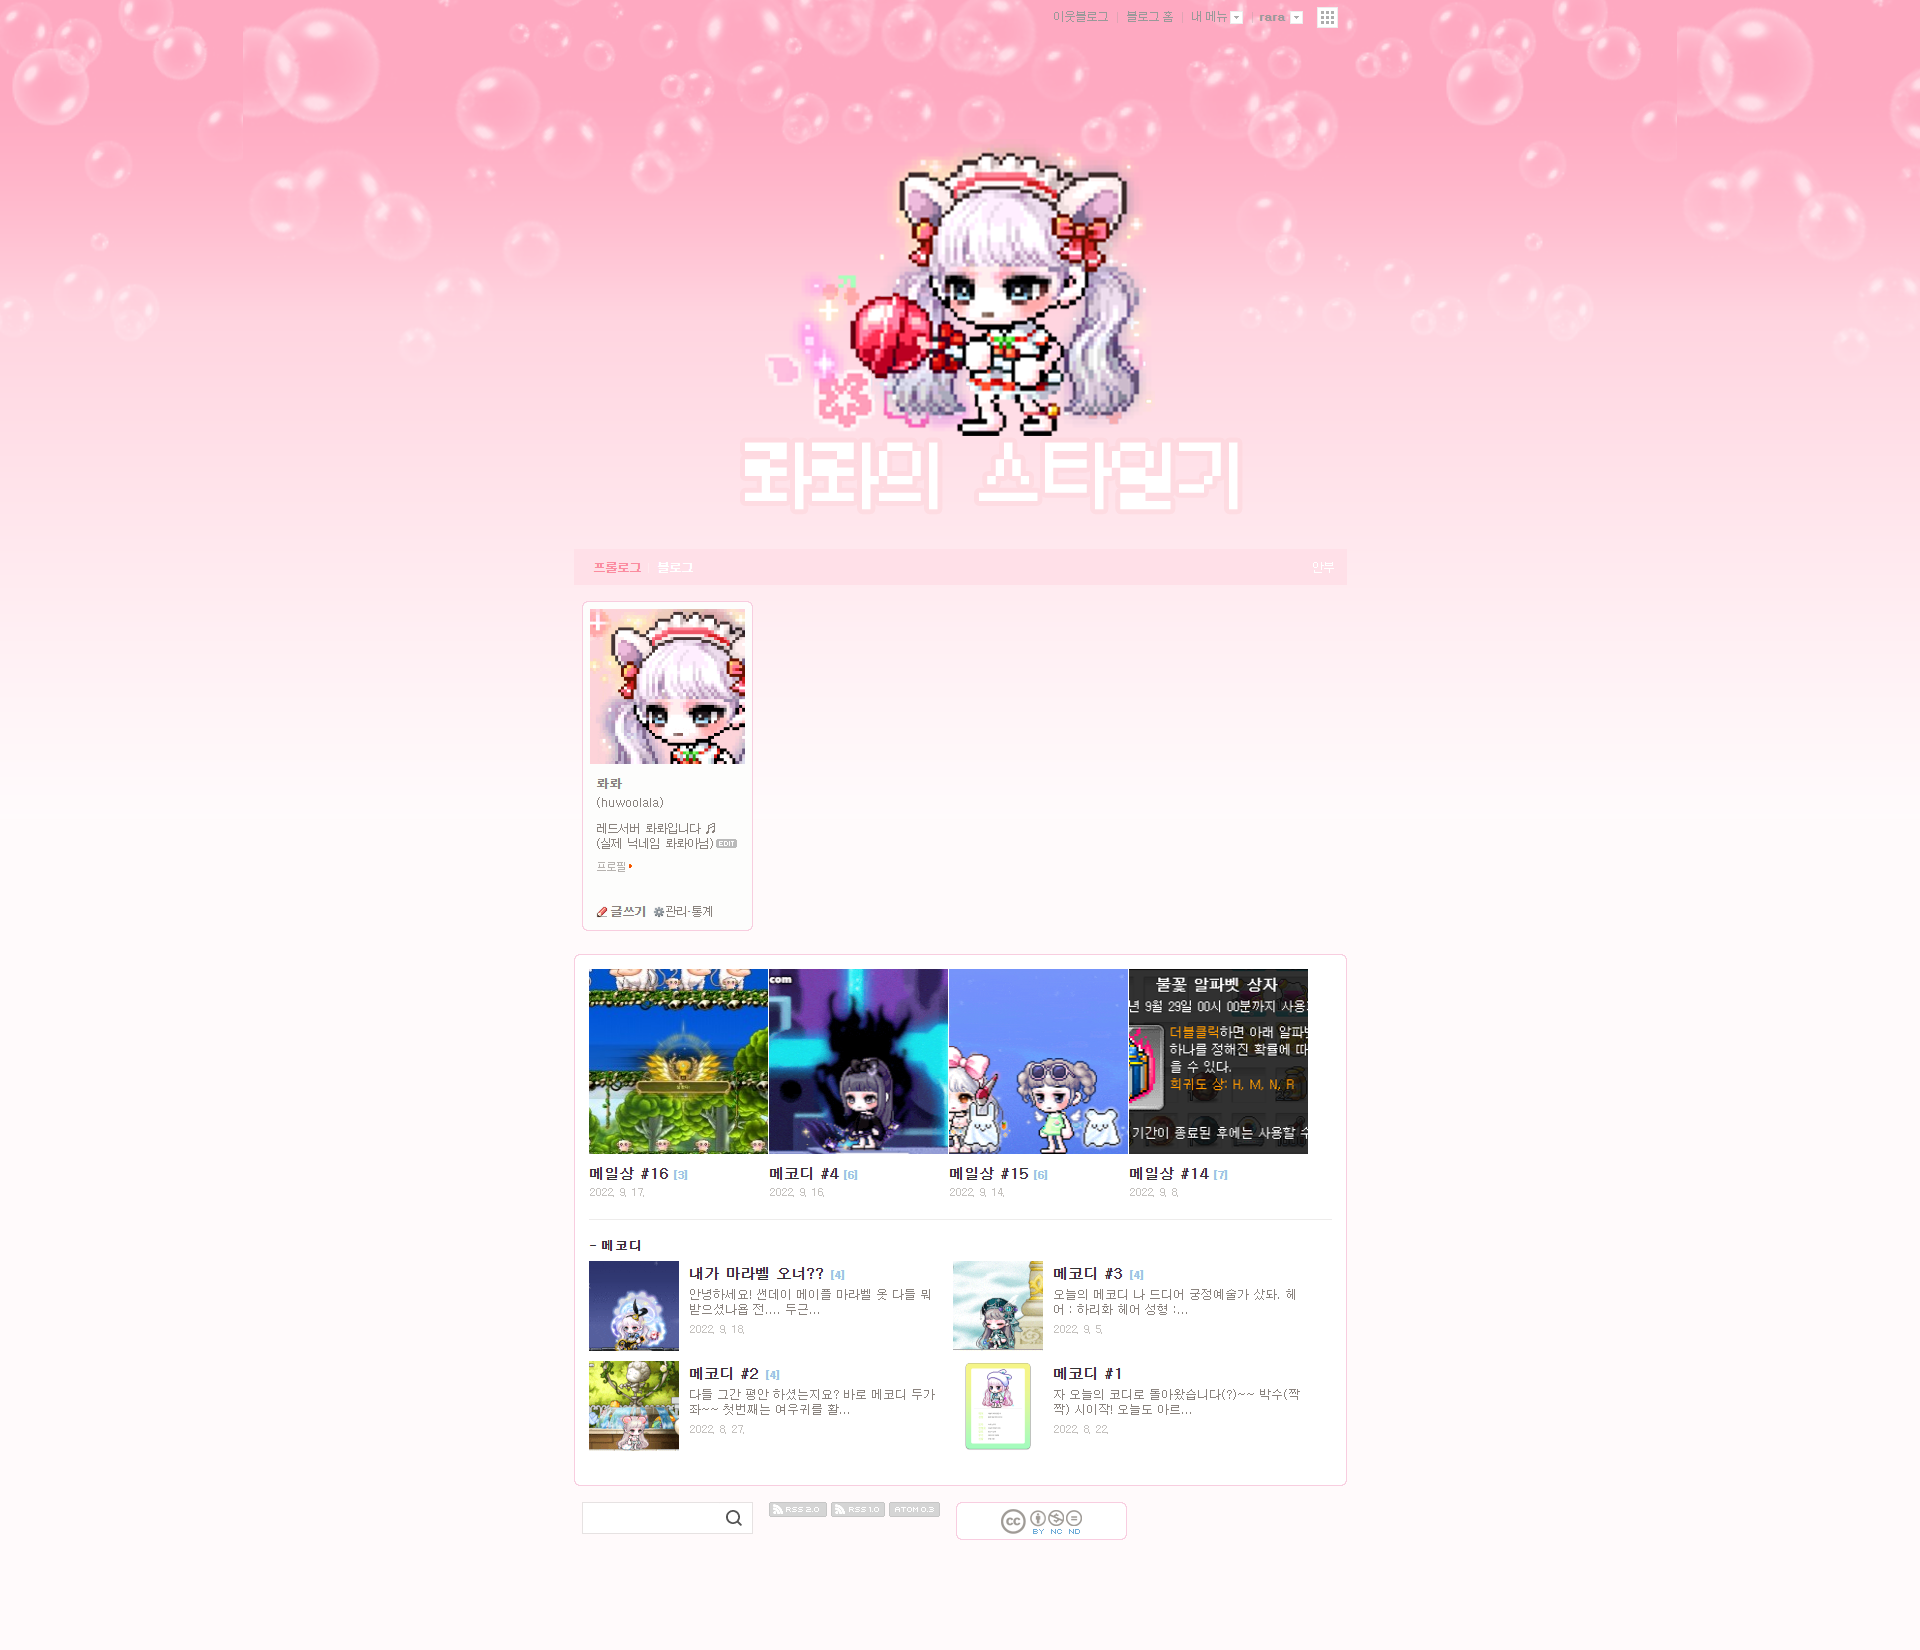 이웃블로그
블로그 홈
내 메뉴
rara
롸롸의 스타일기
프롤로그
블로그
안부
롸롸
(huwoolala)
레드서버 롸롸입니다 ♬
(실제 닉네임 롸롸아님) EDIT
프로필
글쓰기
관리·통계
com
불꽃 알파벳 상자
년 9월 29일 00시 00분까지 사용
더블클릭하면 아래 알파벳
하나를 정해진 확률에 따
을 수 있다.
희귀도 상: H, M, N, R
기간이 종료된 후에는 사용할 수
메일상 #16 [3]
2022. 9. 17.
메코디 #4 [6]
2022. 9. 16.
메일상 #15 [6]
2022. 9. 14.
메일상 #14 [7]
2022. 9. 8.
- 메코디
내가 마라벨 오너?? [4]
안녕하세요! 썬데이 메이플 마라벨 옷 다들 뭐
받으셨나욥 전.... 두근...
2022. 9. 18.
메코디 #3 [4]
오늘의 메코디 나 드디어 궁정예술가 샀돠. 헤
어 : 하리화 헤어 성형 :...
2022. 9. 5.
메코디 #2 [4]
다들 그간 평안 하셨는지요? 바로 메코디 두가
좌~~ 첫번째는 여우귀를 활...
2022. 8. 27.
메코디 #1
자 오늘의 코디로 돌아왔습니다(?)~~ 박수(짝
짝) 시이작! 오늘도 아르...
2022. 8. 22.
RSS 2.0
RSS 1.0
ATOM 0.3
cc
BY NC ND